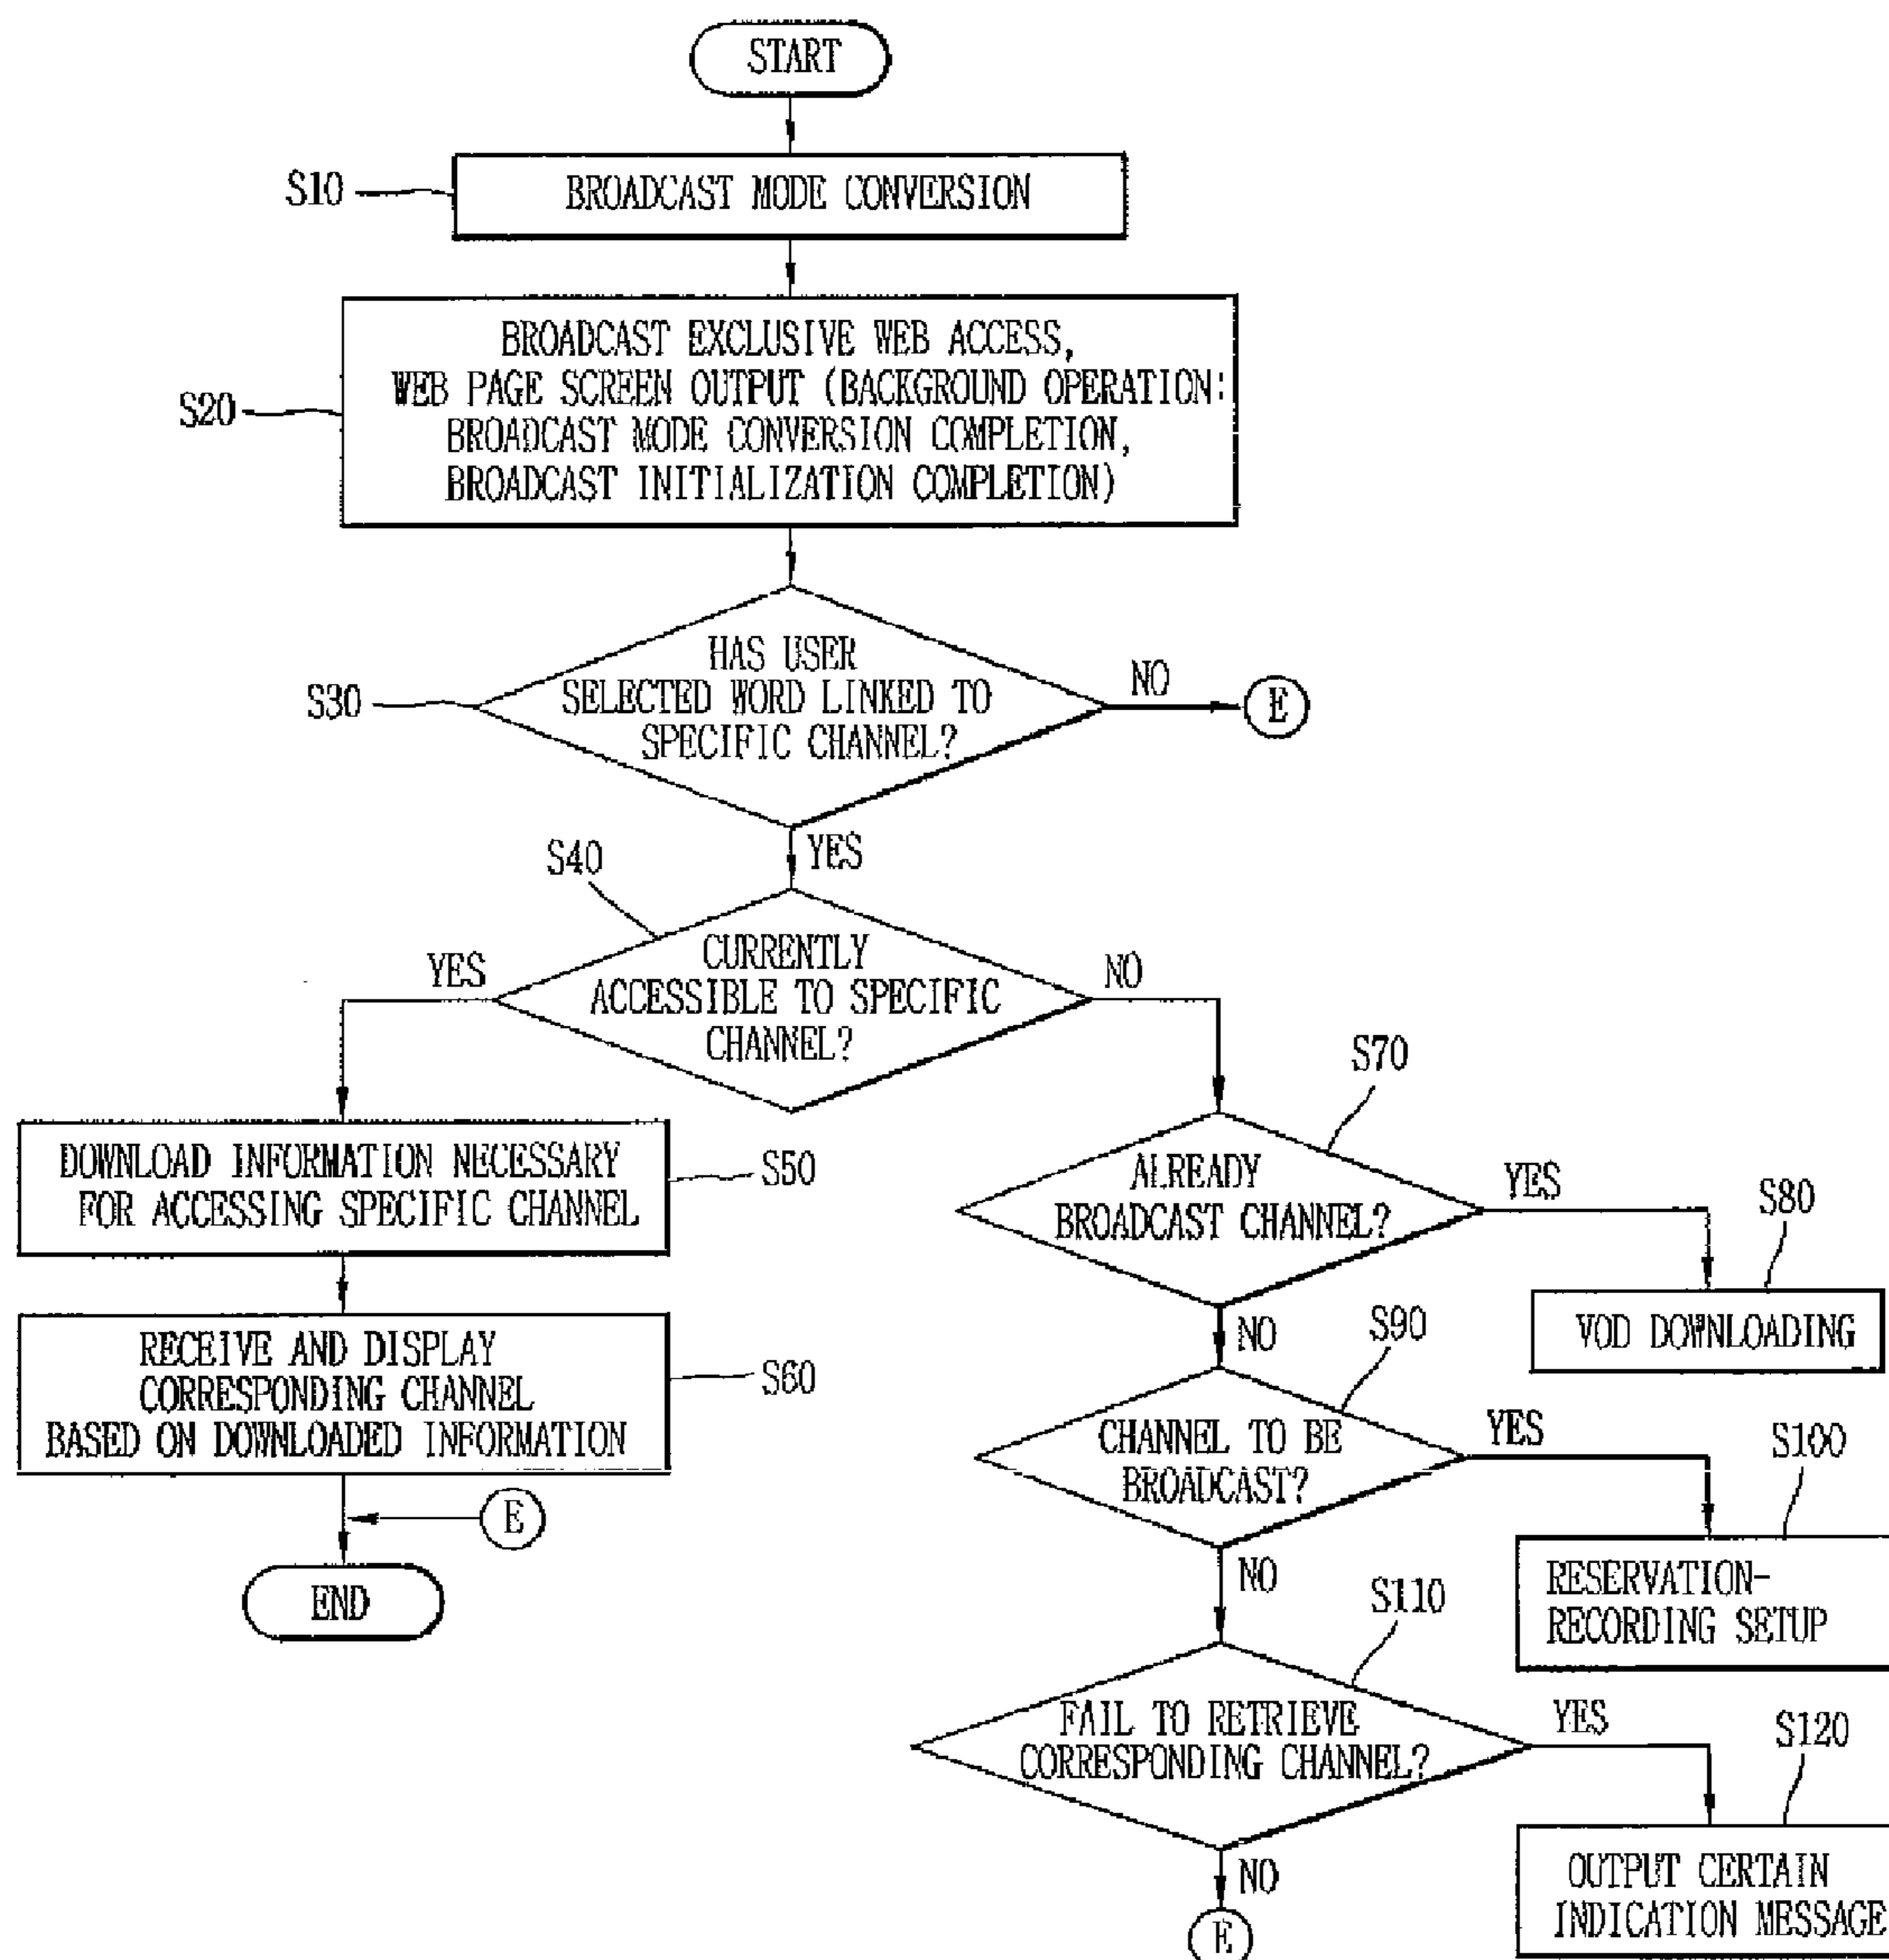 START
S10
BROADCAST MODE CONVERSION
S20
BROADCAST EXCLUSIVE WEB ACCESS,
WEB PAGE SCREEN OUTPUT (BACKGROUND OPERATION:
BROADCAST MODE CONVERSION COMPLETION,
BROADCAST INITIALIZATION COMPLETION)
S30
HAS USER
SELECTED WORD LINKED TO
SPECIFIC CHANNEL?
NO
E
YES
S40
CURRENTLY
ACCESSIBLE TO SPECIFIC
CHANNEL?
YES
NO
DOWNLOAD INFORMATION NECESSARY
FOR ACCESSING SPECIFIC CHANNEL
S50
RECEIVE AND DISPLAY
CORRESPONDING CHANNEL
BASED ON DOWNLOADED INFORMATION
S60
E
END
S70
ALREADY
BROADCAST CHANNEL?
YES
S80
VOD DOWNLOADING
NO
S90
CHANNEL TO BE
BROADCAST?
YES
S100
RESERVATION-
RECORDING SETUP
NO
S110
FAIL TO RETRIEVE
CORRESPONDING CHANNEL?
YES
S120
OUTPUT CERTAIN
INDICATION MESSAGE
NO
E